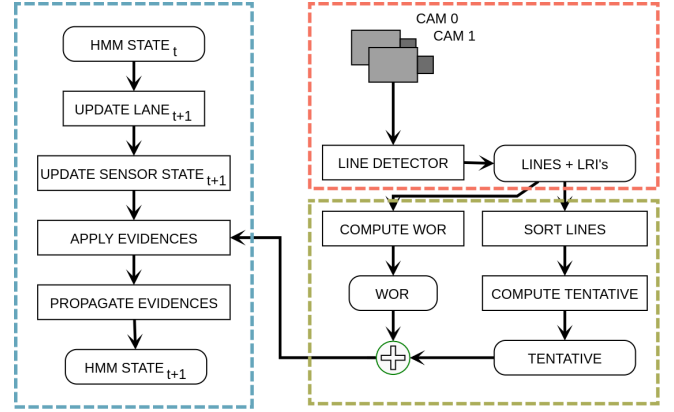 HMM STATE t
UPDATE LANE t+1
UPDATE SENSOR STATE t+1
APPLY EVIDENCES
PROPAGATE EVIDENCES
HMM STATE t+1
CAM 0
CAM 1
LINE DETECTOR
LINES + LRI's
COMPUTE WOR
SORT LINES
WOR
COMPUTE TENTATIVE
TENTATIVE